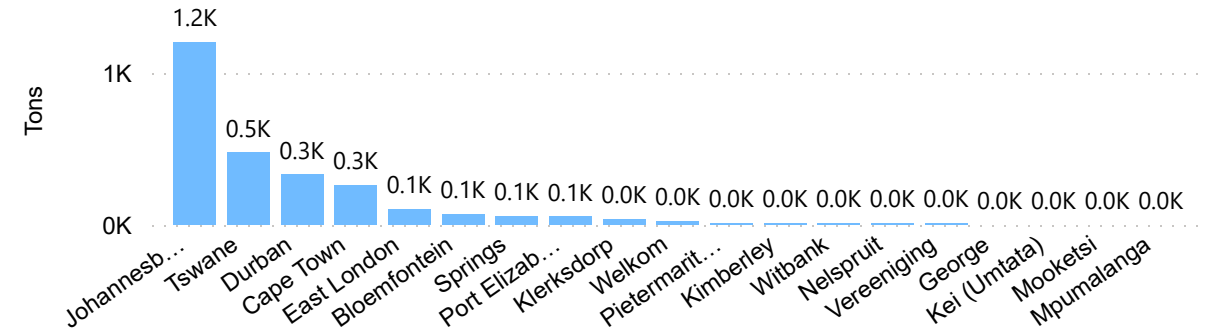 Tons
1K
0K
1.2K
0.5K
0.3K
0.3K
0.1K
0.1K
0.1K
0.1K
0.0K
0.0K
0.0K
0.0K
0.0K
0.0K
0.0K
0.0K
0.0K
0.0K
0.0K
Johannesb...
Tswane
Durban
Cape Town
East London
Bloemfontein
Springs
Port Elizab...
Klerksdorp
Welkom
Pietermarit...
Kimberley
Witbank
Nelspruit
Vereeniging
George
Kei (Umtata)
Mooketsi
Mpumalanga